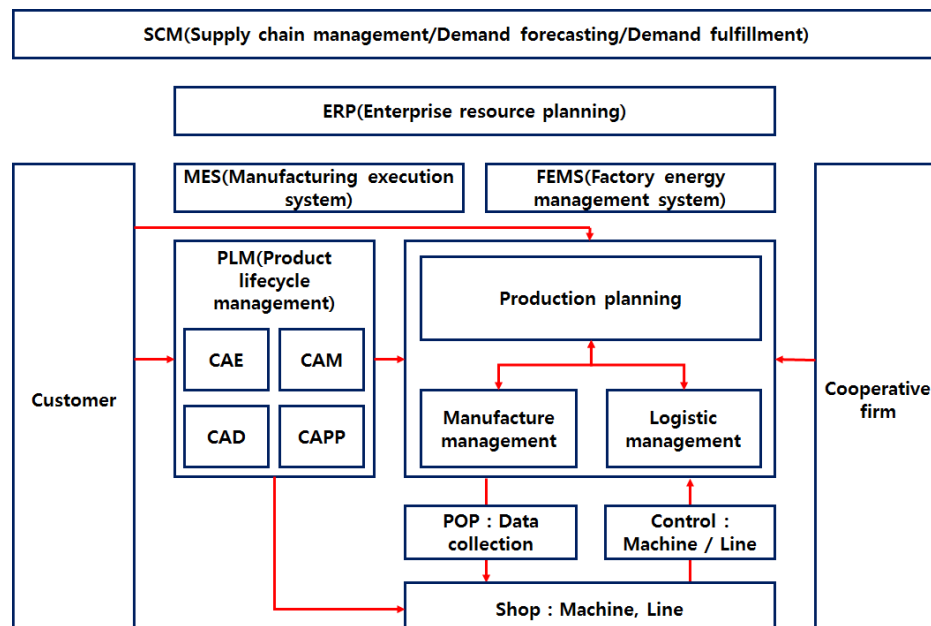 SCM(Supply chain management/Demand forecasting/Demand fulfillment)
ERP(Enterprise resource planning)
MES(Manufacturing execution
system)
FEMS(Factory energy
management system)
PLM(Product
lifecycle
management)
Production planning
CAE
CAM
Customer
Cooperative
firm
CAD
CAPP
Manufacture
management
Logistic
management
POP : Data
collection
Control :
Machine / Line
Shop : Machine, Line